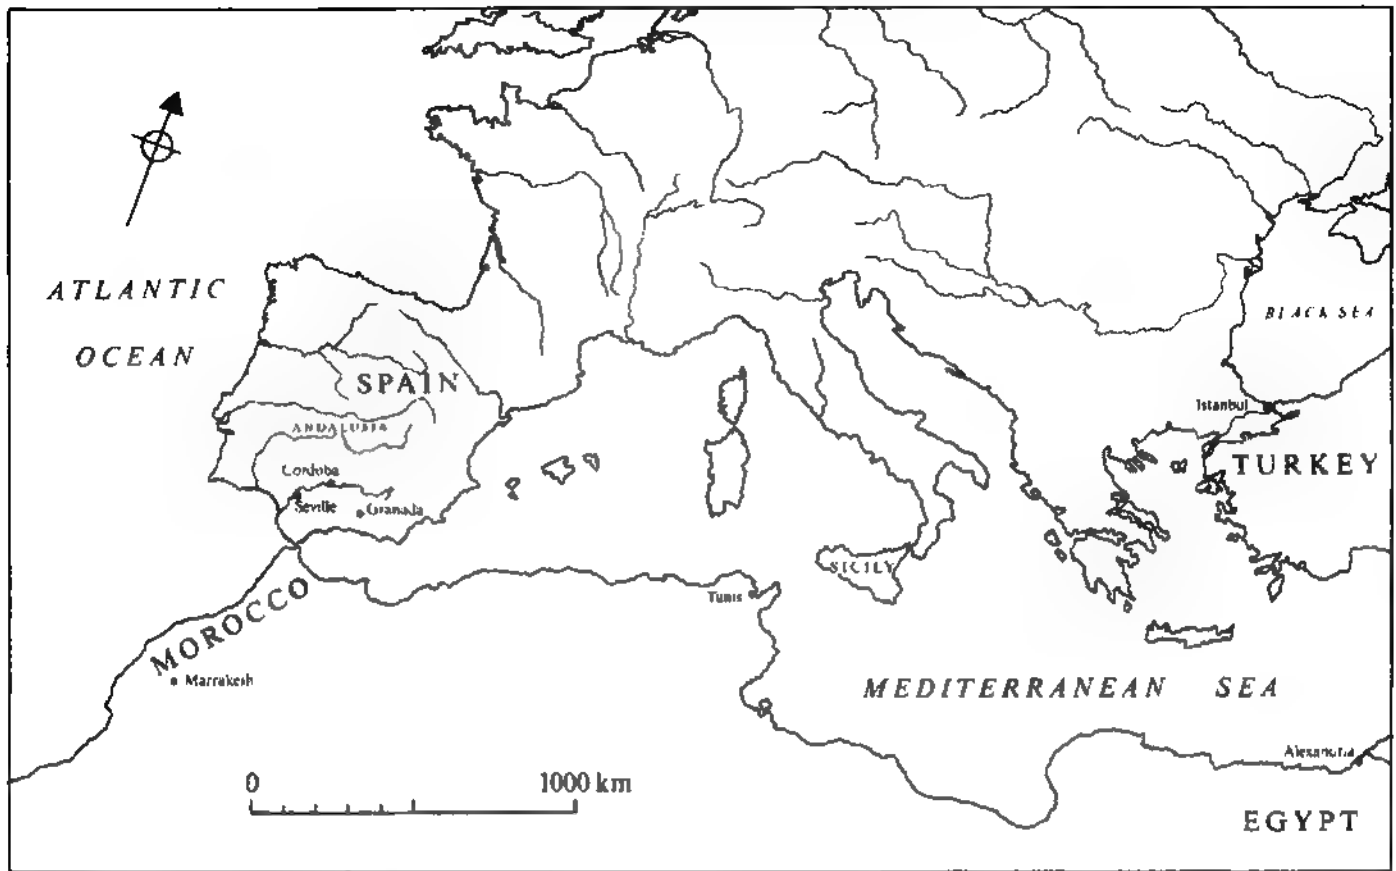 ATLANTIC
OCEAN
BLACK SEA
SPAIN
Istanbul
ANDALUSIA
TURKEY
Cordoba
Seville
Granada
SICILY
MOROCCO
Tunis
Marrakesh
MEDITERRANEAN SEA
Alexandria
0 1000 km
EGYPT